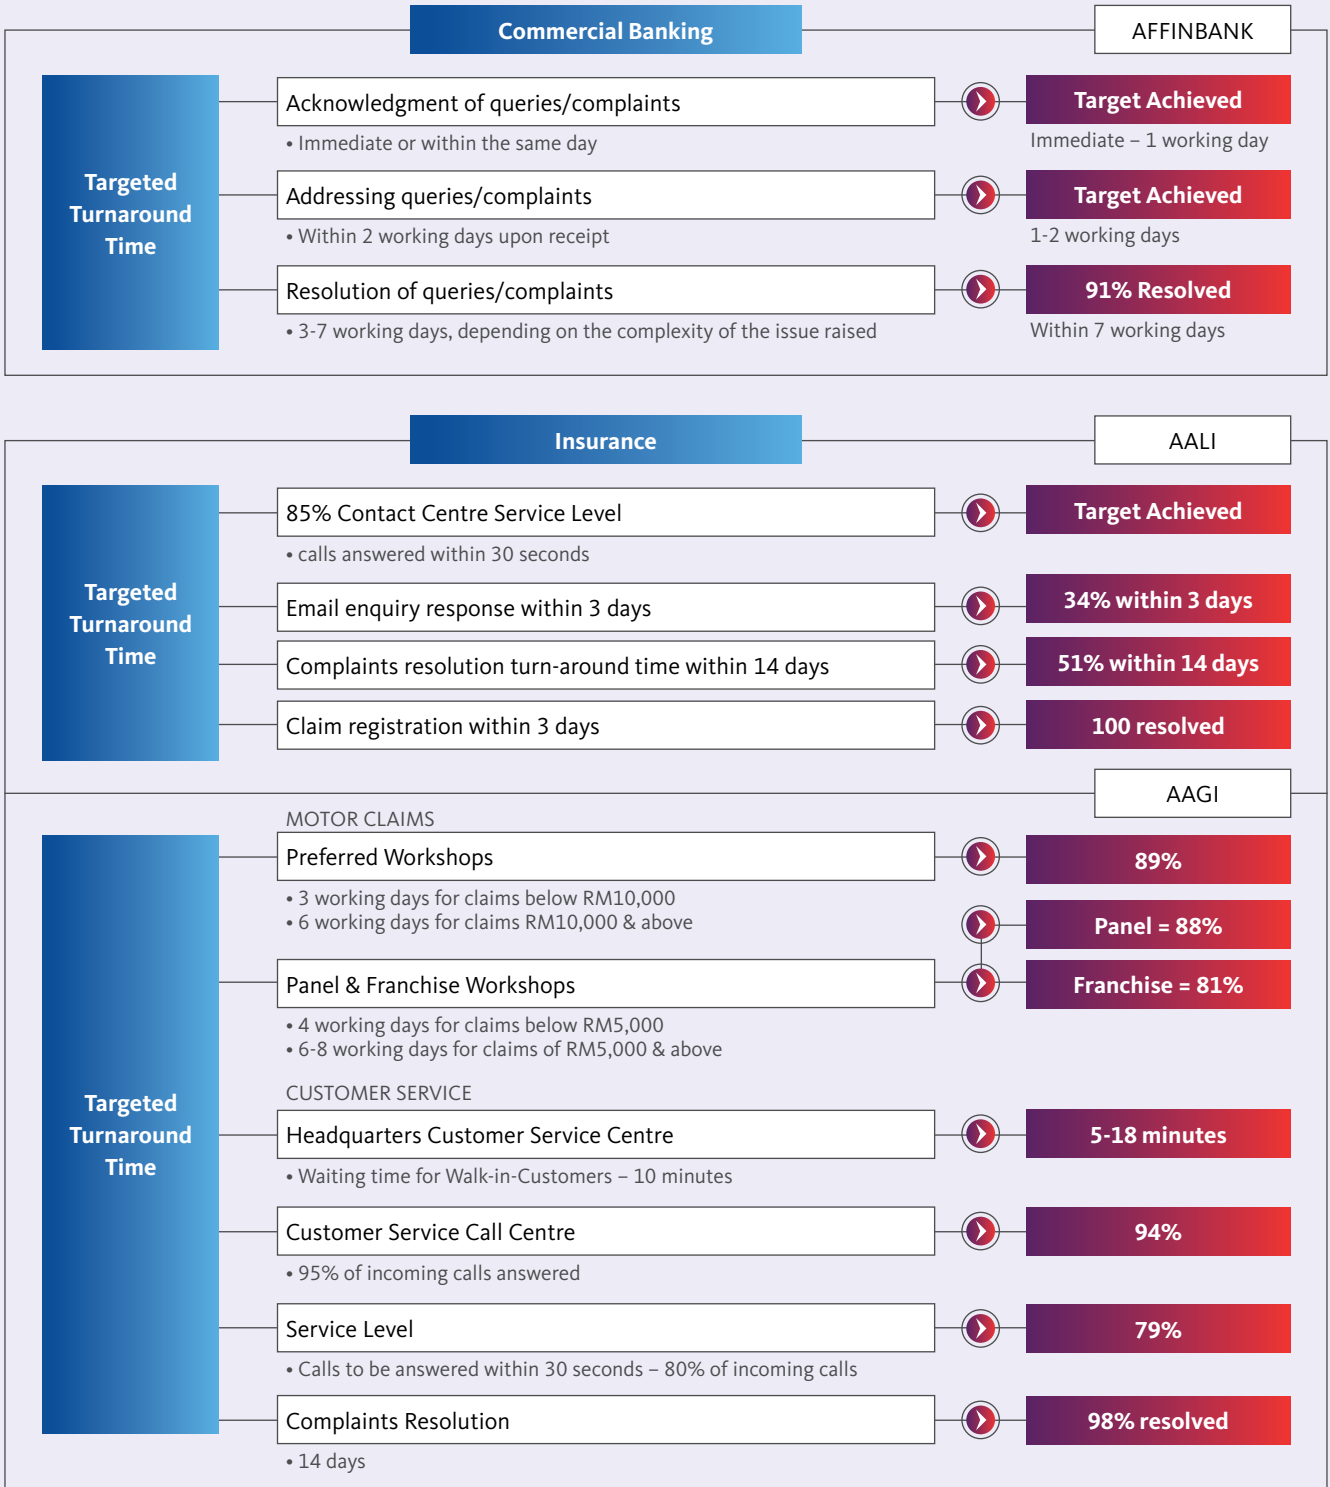 Commercial Banking
AFFINBANK
Targeted
Turnaround
Time
Acknowledgment of queries/complaints
• Immediate or within the same day
Target Achieved
Immediate – 1 working day
Addressing queries/complaints
• Within 2 working days upon receipt
Target Achieved
1-2 working days
Resolution of queries/complaints
• 3-7 working days, depending on the complexity of the issue raised
91% Resolved
Within 7 working days
Insurance
AALI
Targeted
Turnaround
Time
85% Contact Centre Service Level
• calls answered within 30 seconds
Target Achieved
Email enquiry response within 3 days
34% within 3 days
Complaints resolution turn-around time within 14 days
51% within 14 days
Claim registration within 3 days
100 resolved
AAGI
Targeted
Turnaround
Time
MOTOR CLAIMS
Preferred Workshops
• 3 working days for claims below RM10,000
• 6 working days for claims RM10,000 & above
89%
Panel & Franchise Workshops
• 4 working days for claims below RM5,000
• 6-8 working days for claims of RM5,000 & above
Panel = 88%
Franchise = 81%
CUSTOMER SERVICE
Headquarters Customer Service Centre
• Waiting time for Walk-in-Customers – 10 minutes
5-18 minutes
Customer Service Call Centre
• 95% of incoming calls answered
94%
Service Level
• Calls to be answered within 30 seconds – 80% of incoming calls
79%
Complaints Resolution
• 14 days
98% resolved